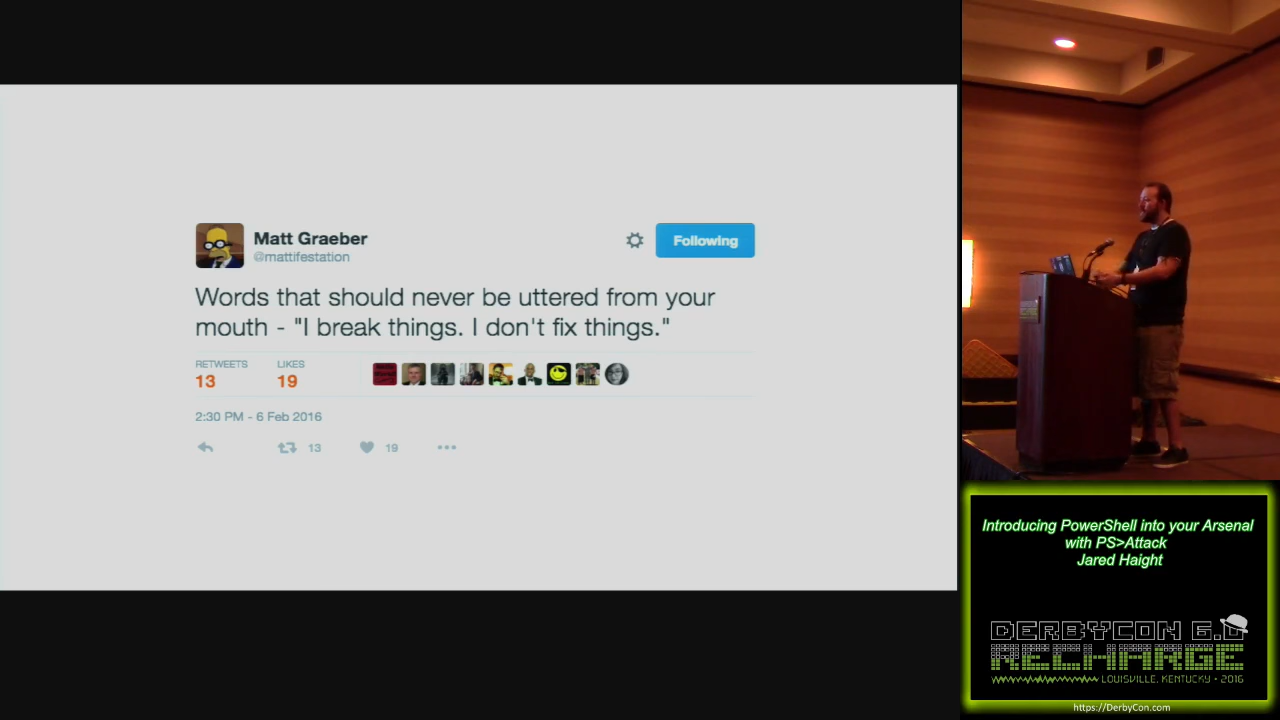 Matt Graeber
@mattifestation
Following
Words that should never be uttered from your
mouth - "I break things. I don't fix things."
RETWEETS
13
LIKES
19
2:30 PM - 6 Feb 2016
13
19
Introducing PowerShell into your Arsenal
with PS>Attack
Jared Haight
DERBYCON 6.0
RECHARGE
LOUISVILLE, KENTUCKY • 2016
https://DerbyCon.com